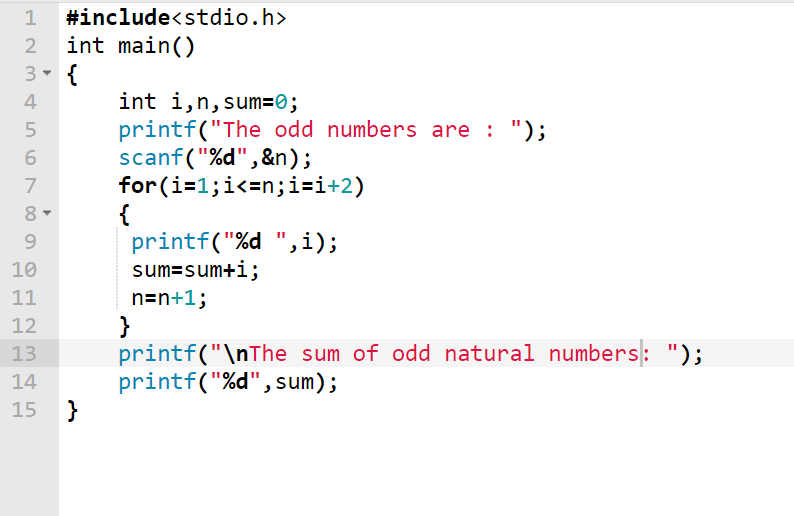 1 #include<stdio.h>
2 int main()
3 {
4 int i,n,sum=0;
5 printf("The odd numbers are : ");
6 scanf("%d",&n);
7 for(i=1;i<=n;i=i+2)
8 {
9 printf("%d ",i);
10 sum=sum+i;
11 n=n+1;
12 }
13 printf("\nThe sum of odd natural numbers: ");
14 printf("%d",sum);
15 }